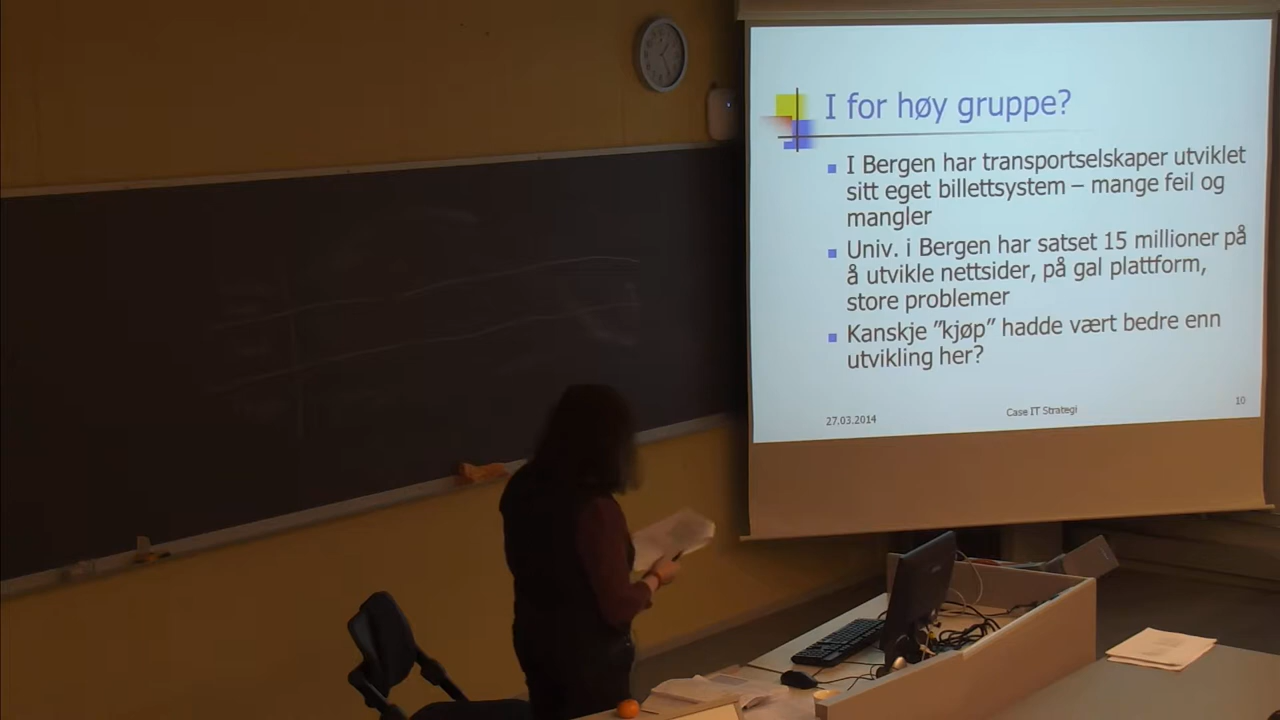 I for høy gruppe?
I Bergen har transportselskaper utviklet
sitt eget billettsystem – mange feil og
mangler
Univ. i Bergen har satset 15 millioner på
å utvikle nettsider, på gal plattform,
store problemer
Kanskje ”kjøp” hadde vært bedre enn
utvikling her?
27.03.2014
Case IT Strategi
10